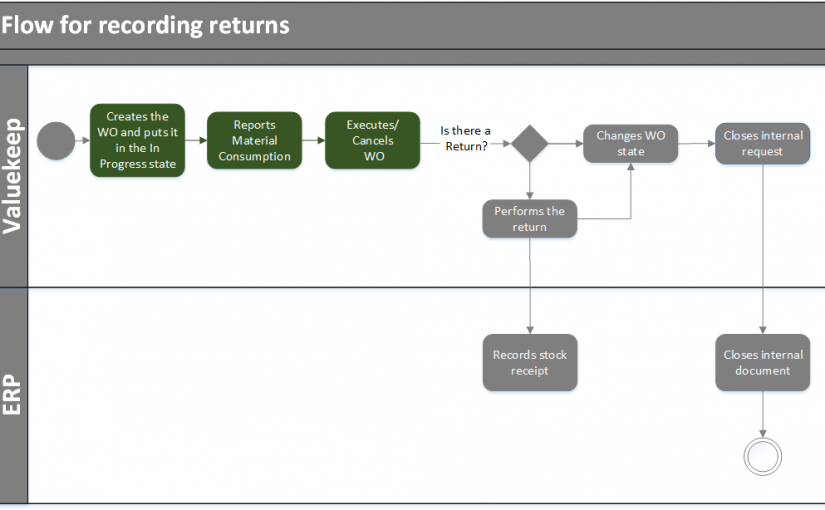 Flow for recording returns
Valuekeep
Creates the
WO and puts it
in the In
Progress state
Reports
Material
Consumption
Executes/
Cancels
WO
Is there a
Return?
Changes WO
state
Closes internal
request
Performs the
return
ERP
Records stock
receipt
Closes internal
document